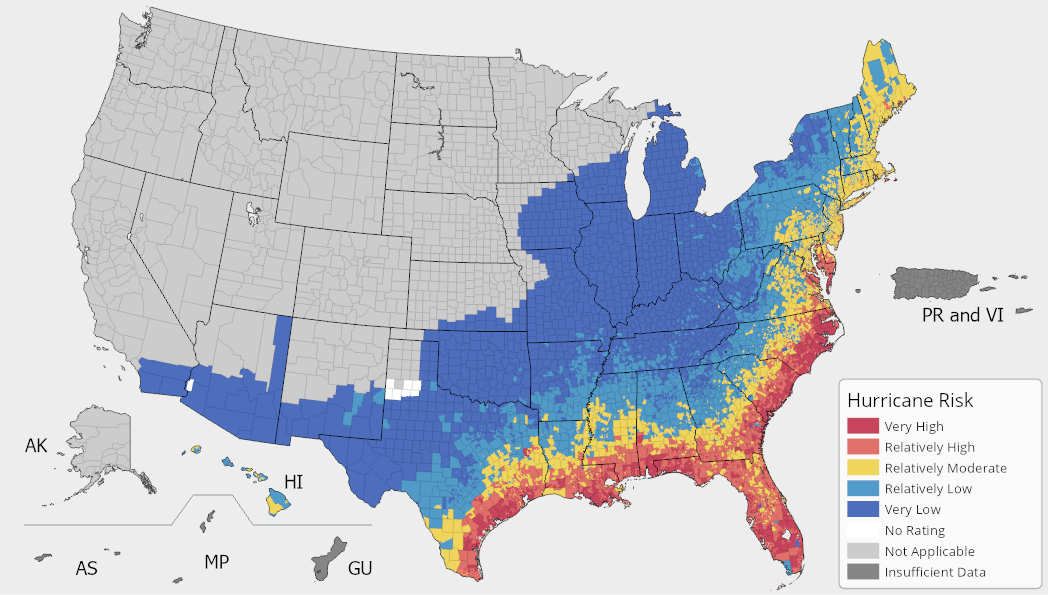 PR and VI
Hurricane Risk
Very High
Relatively High
Relatively Moderate
Relatively Low
Very Low
No Rating
Not Applicable
Insufficient Data
AK
HI
AS
MP
GU